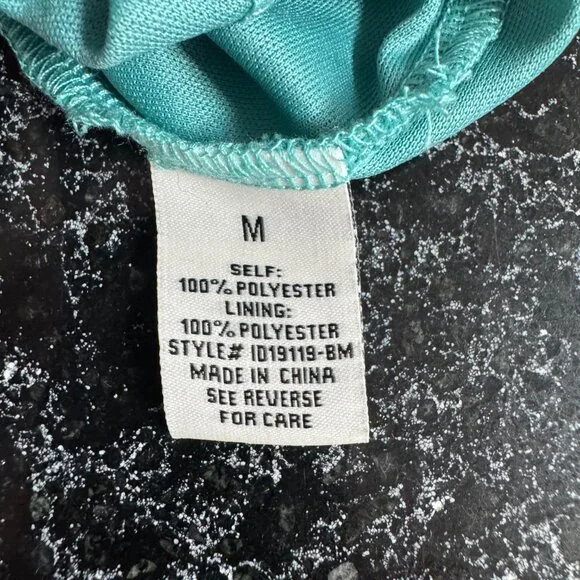 M
SELF:
100% POLYESTER
LINING:
100% POLYESTER
STYLE# ID19119-BM
MADE IN CHINA
SEE REVERSE
FOR CARE